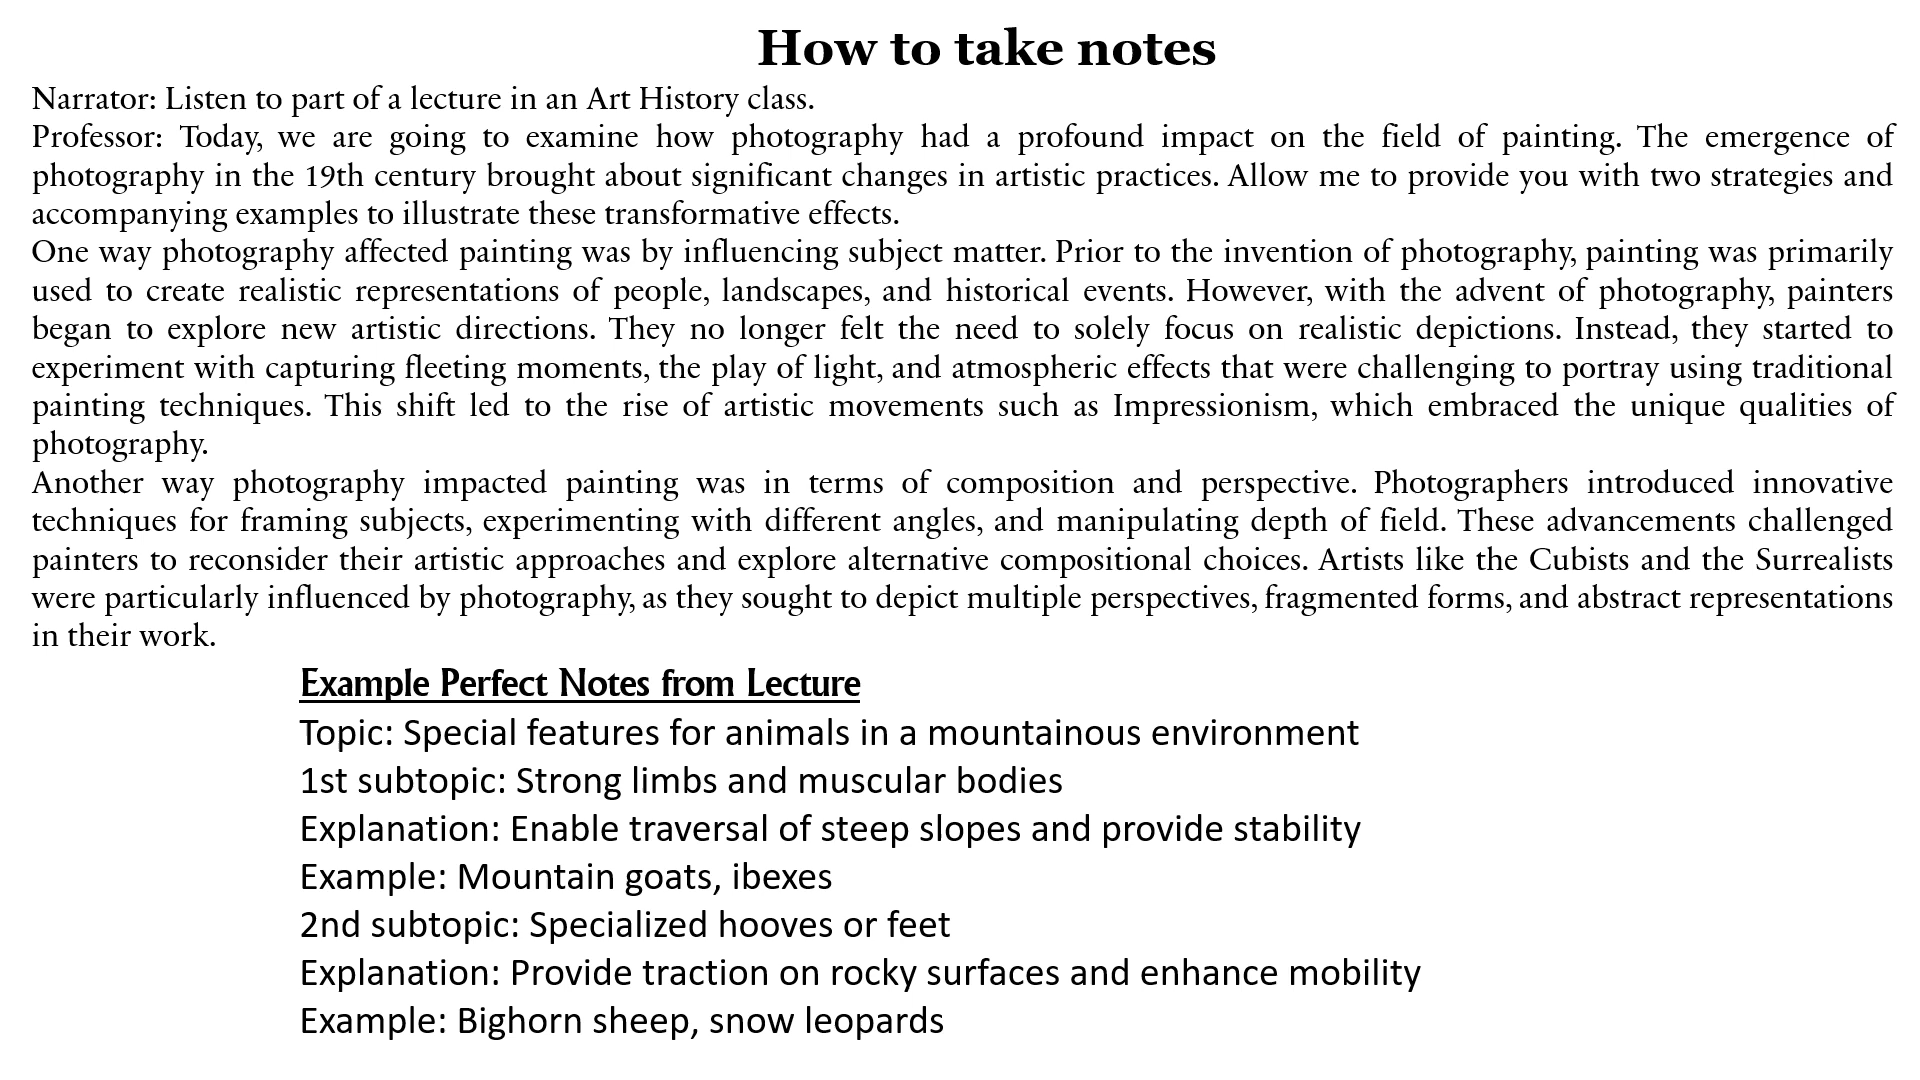 How to take notes
Narrator: Listen to part of a lecture in an Art History class.
Professor: Today, we are going to examine how photography had a profound impact on the field of painting. The emergence of
photography in the 19th century brought about significant changes in artistic practices. Allow me to provide you with two strategies and
accompanying examples to illustrate these transformative effects.
One way photography affected painting was by influencing subject matter. Prior to the invention of photography, painting was primarily
used to create realistic representations of people, landscapes, and historical events. However, with the advent of photography, painters
began to explore new artistic directions. They no longer felt the need to solely focus on realistic depictions. Instead, they started to
experiment with capturing fleeting moments, the play of light, and atmospheric effects that were challenging to portray using traditional
painting techniques. This shift led to the rise of artistic movements such as Impressionism, which embraced the unique qualities of
photography.
Another way photography impacted painting was in terms of composition and perspective. Photographers introduced innovative
techniques for framing subjects, experimenting with different angles, and manipulating depth of field. These advancements challenged
painters to reconsider their artistic approaches and explore alternative compositional choices. Artists like the Cubists and the Surrealists
were particularly influenced by photography, as they sought to depict multiple perspectives, fragmented forms, and abstract representations
in their work.
Example Perfect Notes from Lecture
Topic: Special features for animals in a mountainous environment
1st subtopic: Strong limbs and muscular bodies
Explanation: Enable traversal of steep slopes and provide stability
Example: Mountain goats, ibexes
2nd subtopic: Specialized hooves or feet
Explanation: Provide traction on rocky surfaces and enhance mobility
Example: Bighorn sheep, snow leopards